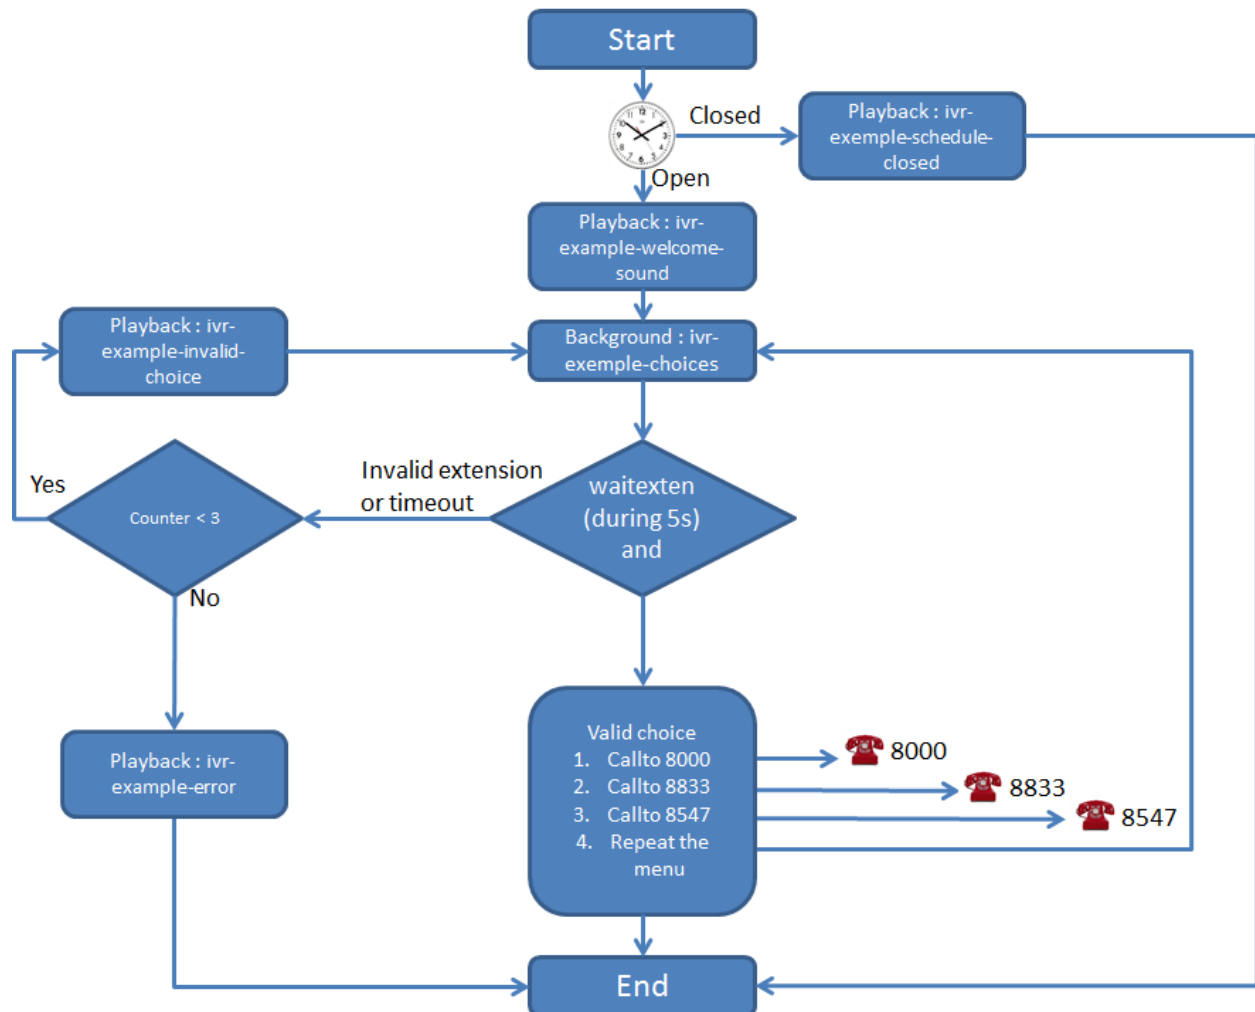 Start
Closed
Playback : ivr-
exemple-schedule-
closed
Open
Playback : ivr-
example-welcome-
sound
Playback : ivr-
example-invalid-
choice
Background : ivr-
exemple-choices
Yes
Counter < 3
Invalid extension
or timeout
waitexten
(during 5s)
and
No
Playback : ivr-
example-error
Valid choice
1. Callto 8000
2. Callto 8833
3. Callto 8547
4. Repeat the
menu
8000
8833
8547
End